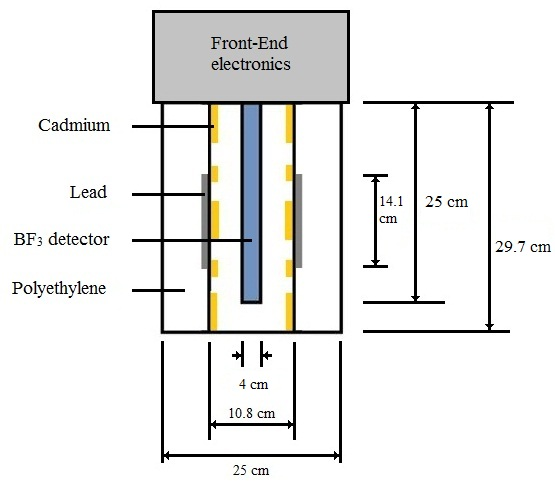 Front-End
electronics
Cadmium
Lead
BF₃ detector
Polyethylene
14.1
cm
25 cm
29.7 cm
4 cm
10.8 cm
25 cm